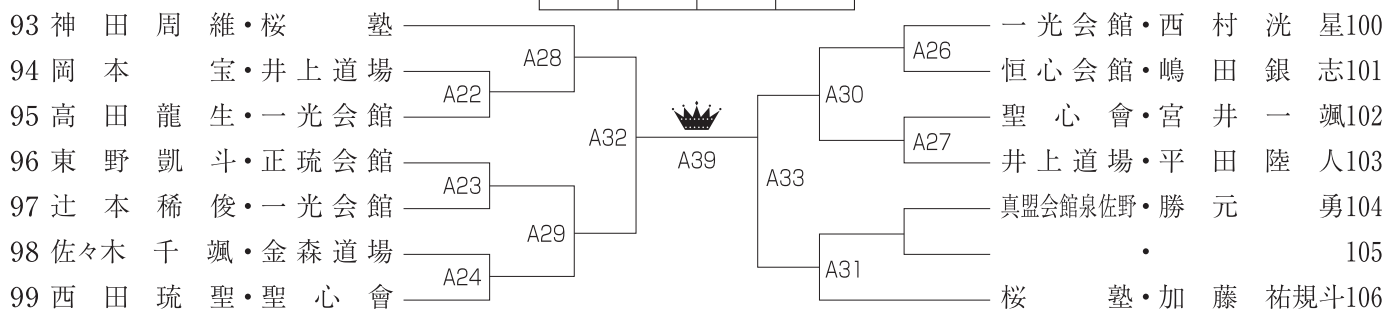 93 神田周維・桜塾
94 岡本宝・井上道場
95 高田龍生・一光会館
96 東野凱斗・正琉会館
97 辻本稀俊・一光会館
98 佐々木千颯・金森道場
99 西田琉聖・聖心會
A28
A22
A32
A23
A29
A24
A39
A26
A30
A27
A33
A31
一光会館・西村洸星100
恒心会館・嶋田銀志101
聖心會・宮井一颯102
井上道場・平田陸人103
真盟会館泉佐野・勝元勇104
・105
桜塾・加藤祐規斗106